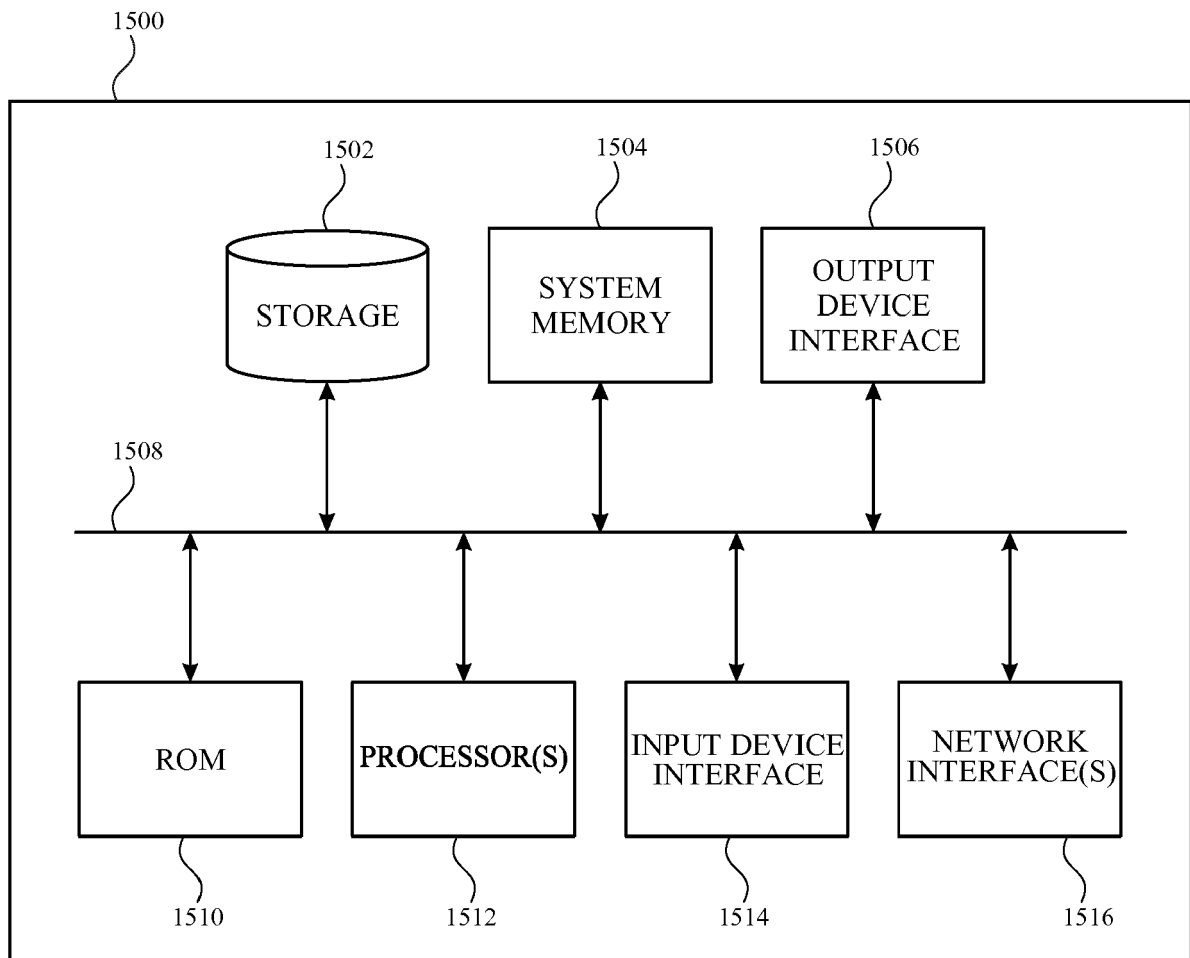 1500
1502
1504
1506
STORAGE
SYSTEM
MEMORY
OUTPUT
DEVICE
INTERFACE
1508
ROM
PROCESSOR(S)
INPUT DEVICE
INTERFACE
NETWORK
INTERFACE(S)
1510
1512
1514
1516